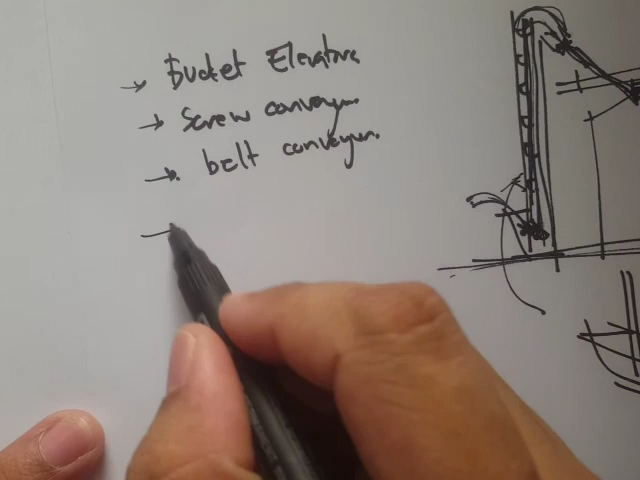 → Bucket Elevator
→ Screw conveyor
→ belt conveyor